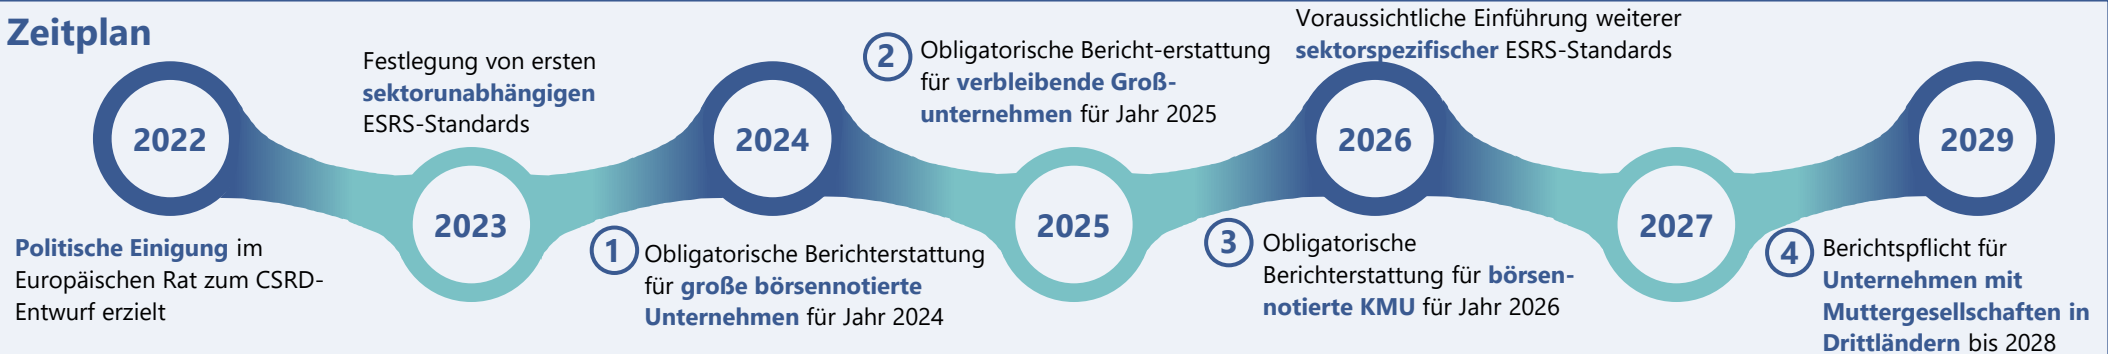 Zeitplan
2022
Politische Einigung im
Europäischen Rat zum CSRD-
Entwurf erzielt
Festlegung von ersten
sektorunabhängigen
ESRS-Standards
2023
2024
1
Obligatorische Berichterstattung
für große börsennotierte
Unternehmen für Jahr 2024
2
Obligatorische Bericht-erstattung
für verbleibende Groß-
unternehmen für Jahr 2025
2025
Voraussichtliche Einführung weiterer
sektorspezifischer ESRS-Standards
2026
3
Obligatorische
Berichterstattung für börsen-
notierte KMU für Jahr 2026
2027
2029
4
Berichtspflicht für
Unternehmen mit
Muttergesellschaften in
Drittländern bis 2028